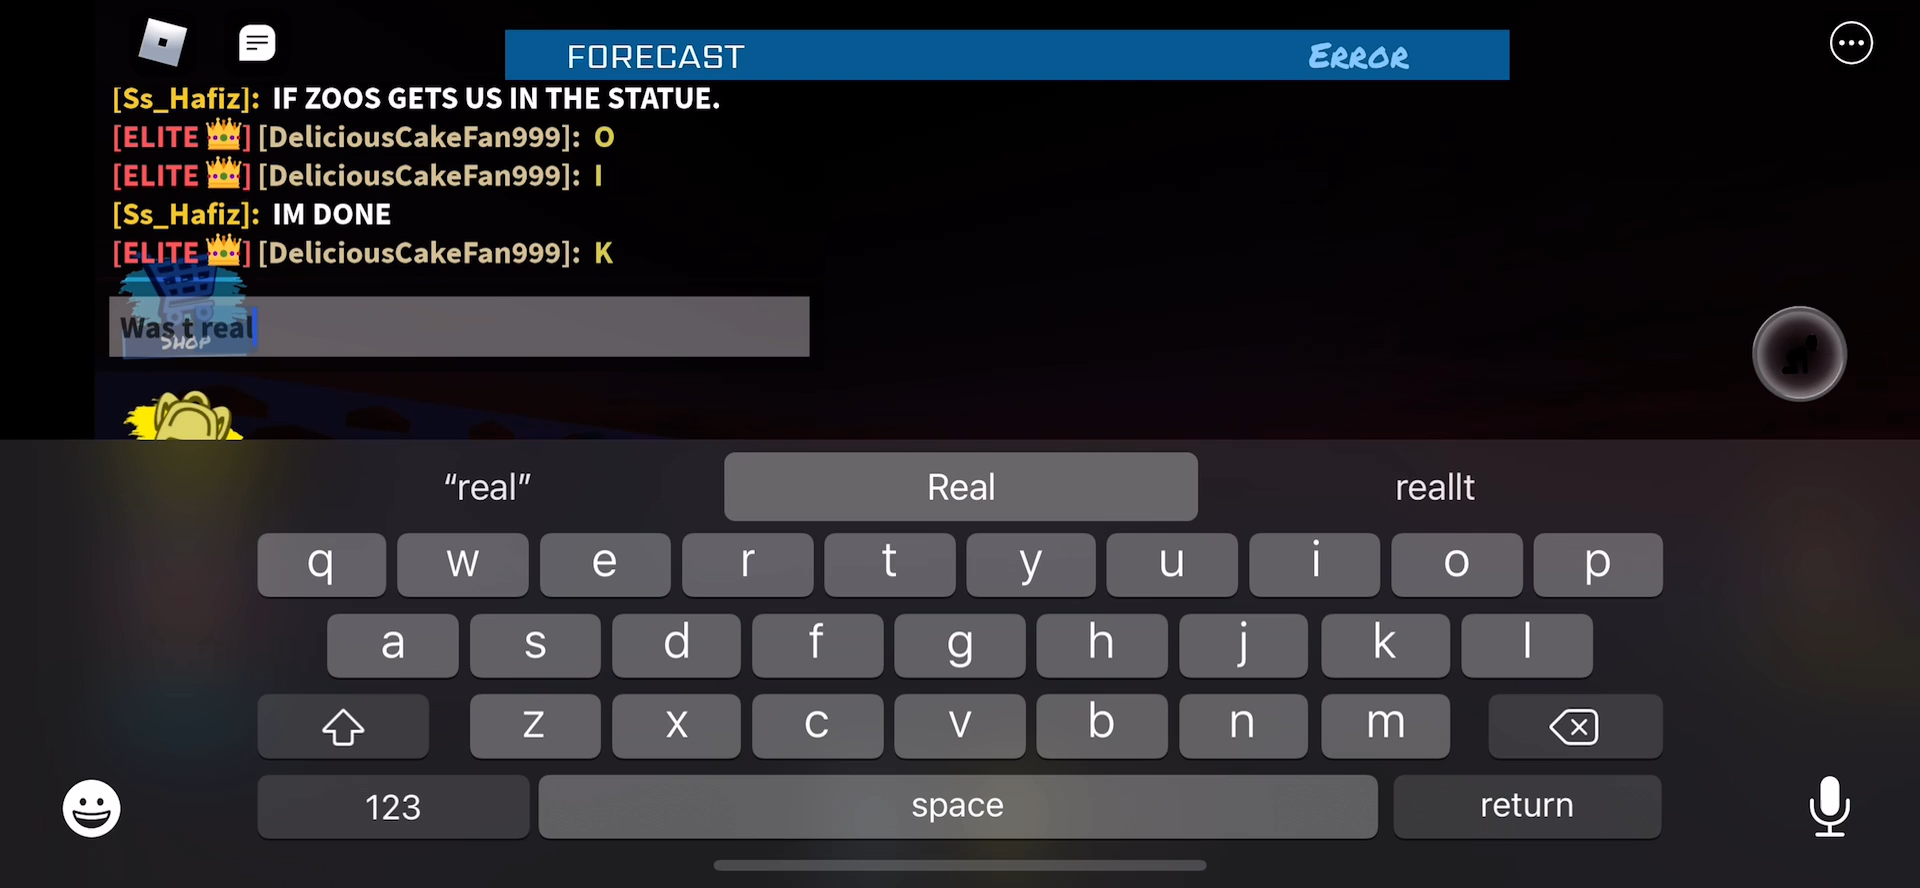 FORECAST ERROR
[Ss_Hafiz]: IF ZOOS GETS US IN THE STATUE.
[ELITE 👑] [DeliciousCakeFan999]: O
[ELITE 👑] [DeliciousCakeFan999]: I
[Ss_Hafiz]: IM DONE
[ELITE 👑] [DeliciousCakeFan999]: K
Was t real
SHOP
“real” Real reallt
q w e r t y u i o p
a s d f g h j k l
z x c v b n m
123 space return